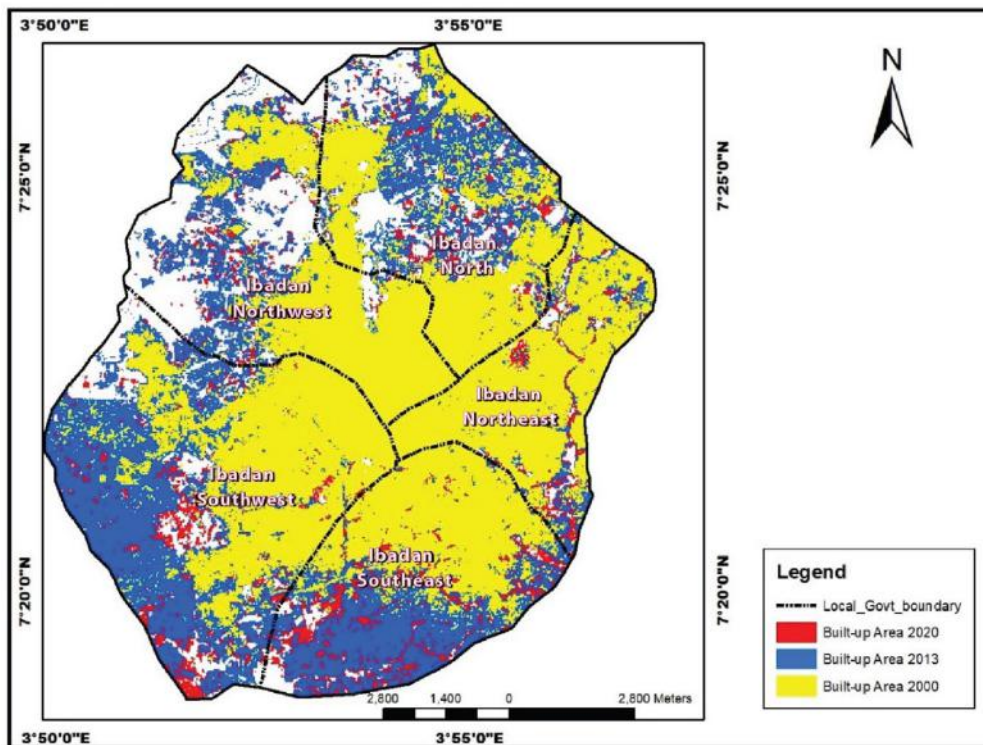 3°50'0"E 3°55'0"E
N
7°25'0"N 7°25'0"N
Ibadan
North
Ibadan
Northwest
Ibadan
Northeast
Ibadan
Southwest
Ibadan
Southeast
7°20'0"N 7°20'0"N
Legend
Local_Govt_boundary
Built-up Area 2020
Built-up Area 2013
Built-up Area 2000
2,800 1,400 0 2,800 Meters
3°50'0"E 3°55'0"E